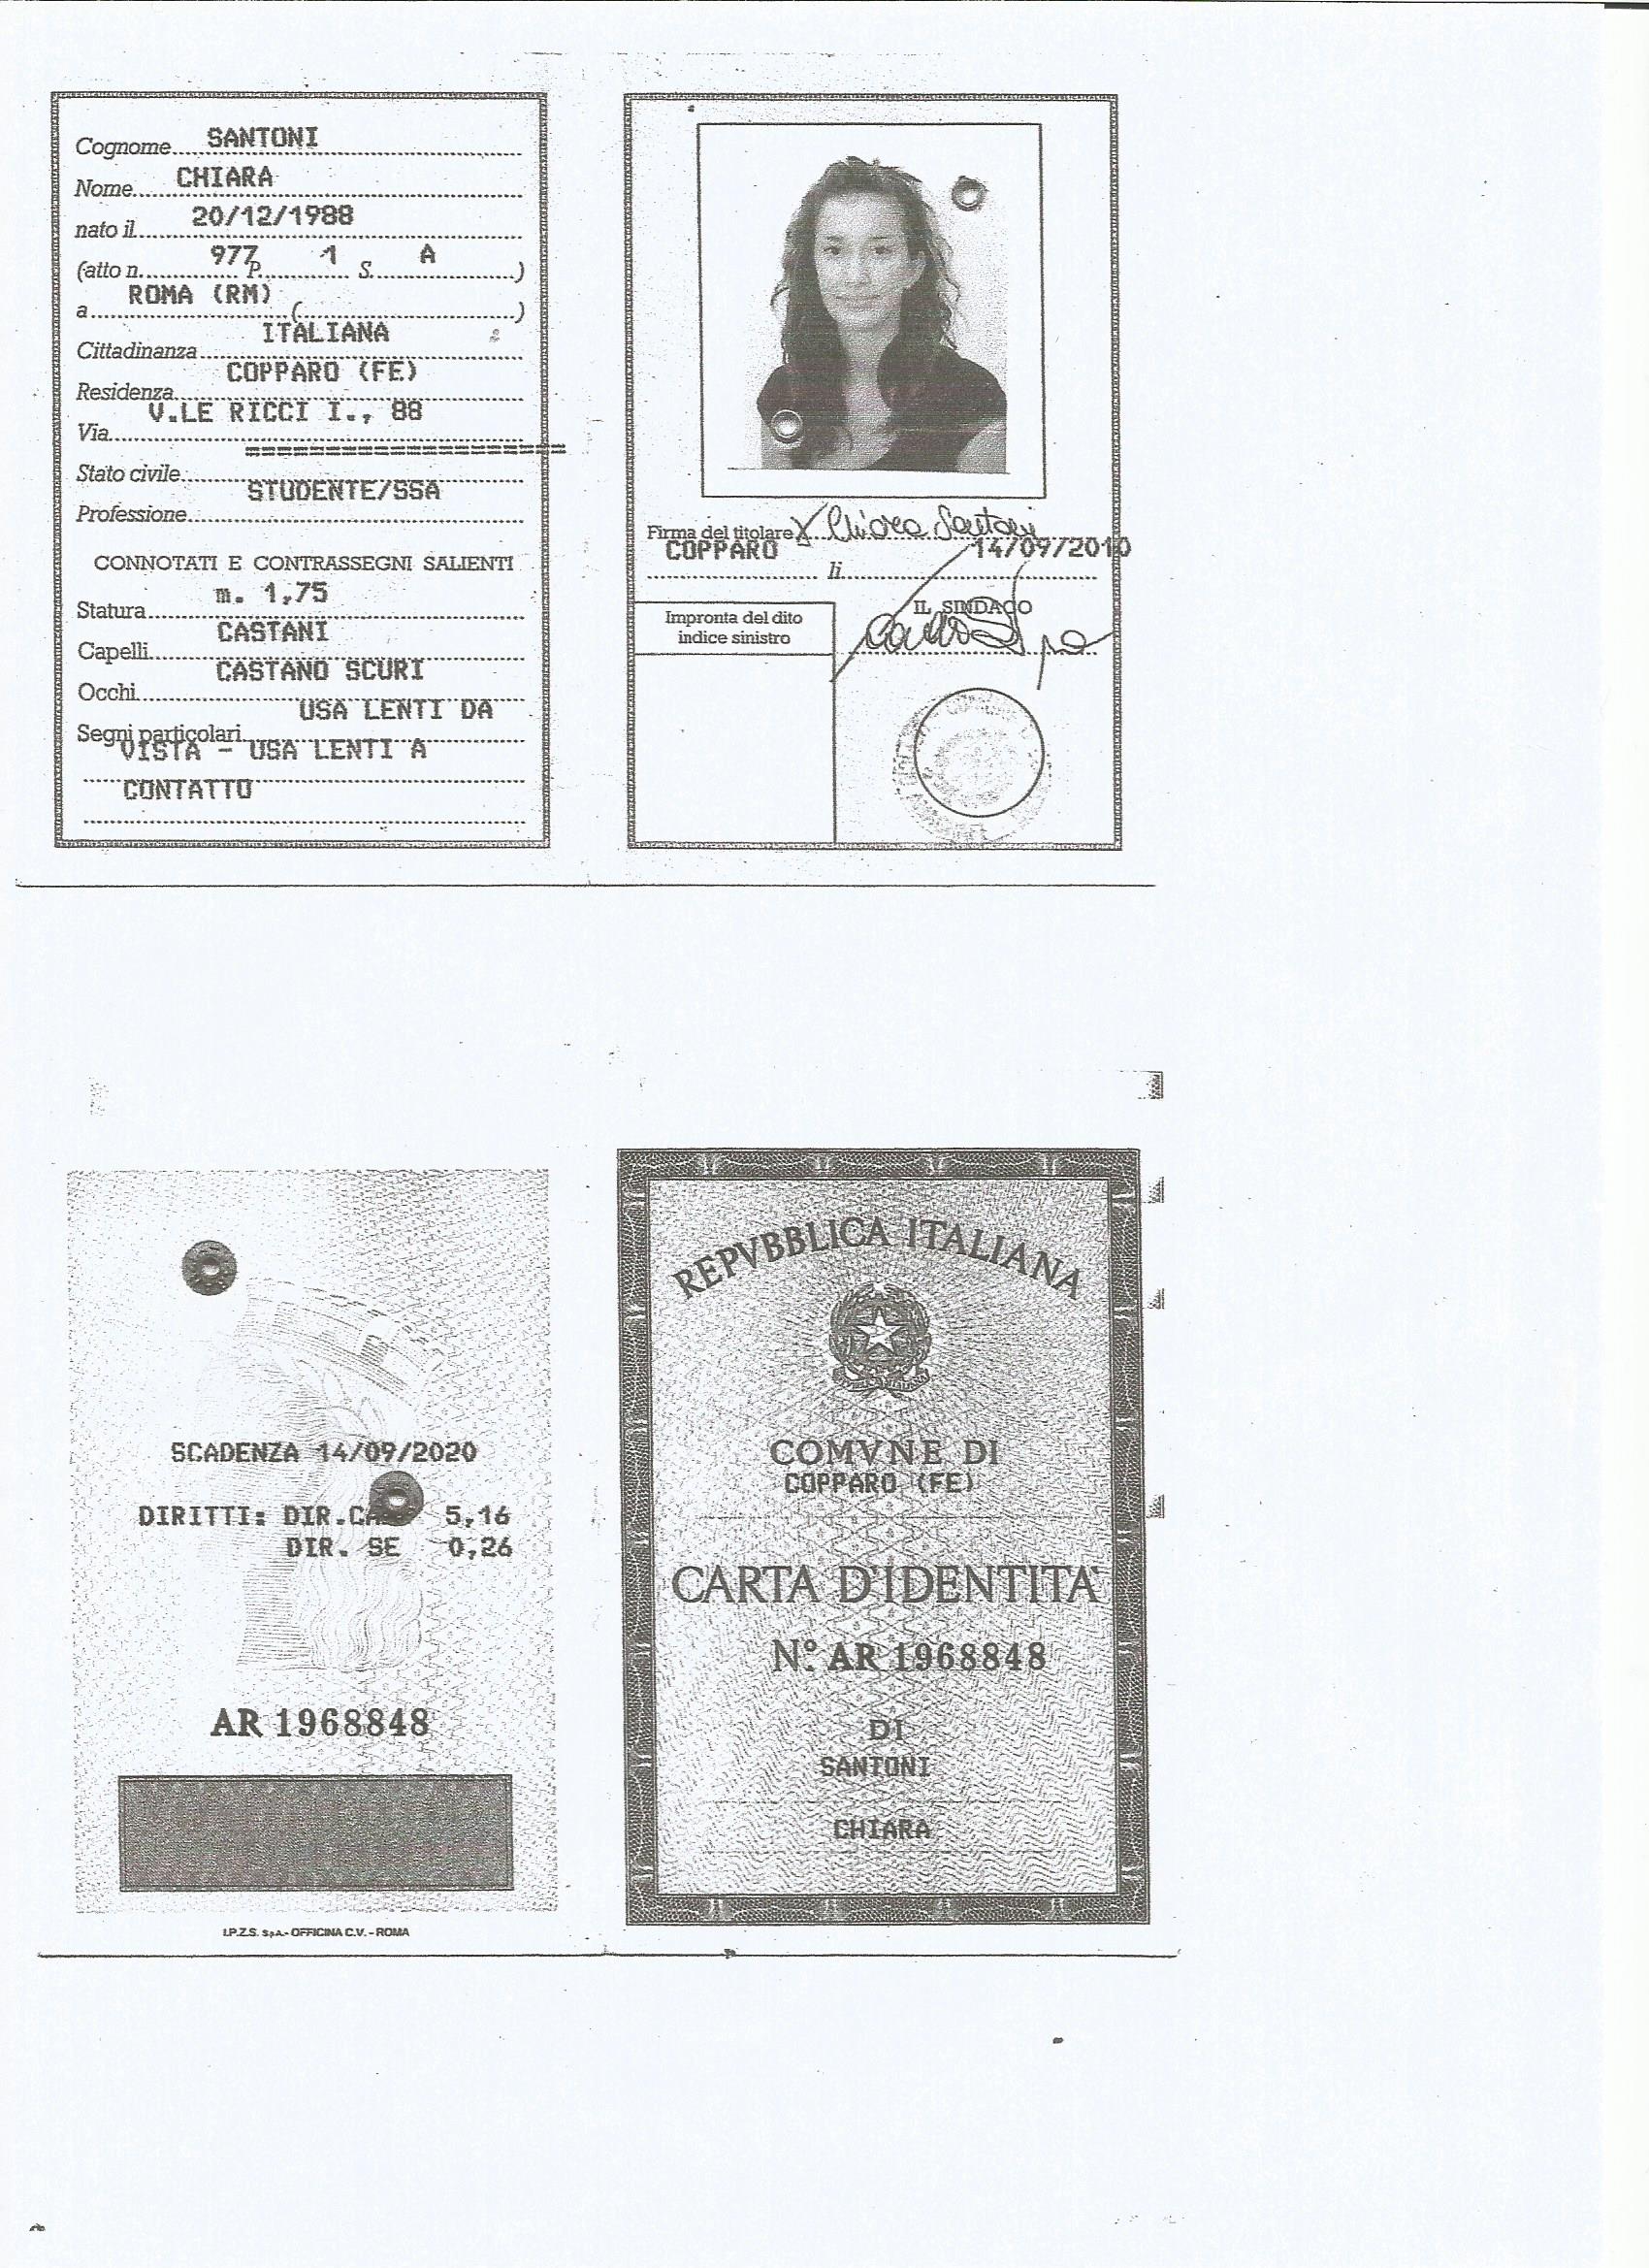 Cognome SANTONI
Nome CHIARA
nato il 20/12/1988
(atto n. 977 P. 1 S. A )
a ROMA (RM) ( )
Cittadinanza ITALIANA
Residenza COPPARO (FE)
Via V.LE RICCI I., 88
Stato civile ====================
Professione STUDENTE/SSA
CONNOTATI E CONTRASSEGNI SALIENTI
Statura m. 1,75
Capelli CASTANI
Occhi CASTANO SCURI
Segni particolari USA LENTI DA
VISTA - USA LENTI A
CONTATTO
Firma del titolare X Chiara Santoni
COPPARO li 14/09/2010
IL SINDACO
Impronta del dito
indice sinistro
SCADENZA 14/09/2020
DIRITTI: DIR.CA 5,16
DIR. SE 0,26
AR 1968848
I.P.Z.S. S.p.A. - OFFICINA C.V. - ROMA
REPVBBLICA ITALIANA
COMVNE DI
COPPARO (FE)
CARTA D'IDENTITA'
N.º AR 1968848
DI
SANTONI
CHIARA